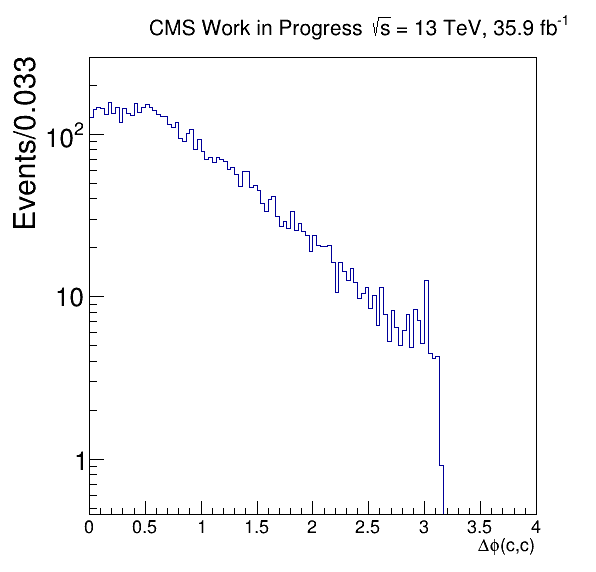 CMS Work in Progress √s = 13 TeV, 35.9 fb⁻¹
Events/0.033
10²
10
1
0 0.5 1 1.5 2 2.5 3 3.5 4
Δϕ(c,c)